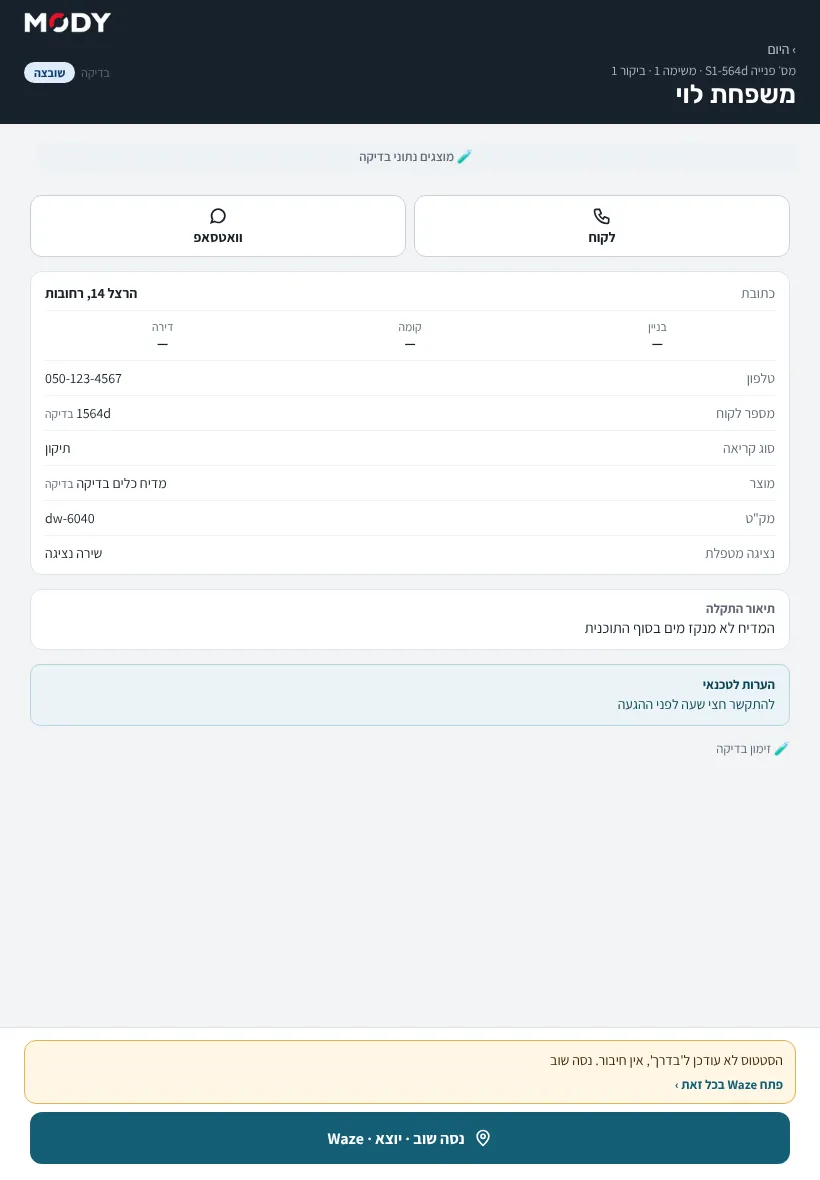 MODY
‹ היום
מס׳ פנייה S1-564d · משימה 1 · ביקור 1
משפחת לוי
בדיקה שובצה
🧪 מוצגים נתוני בדיקה
לקוח
וואטסאפ
כתובת הרצל 14, רחובות
בניין קומה דירה
— — —
טלפון 050-123-4567
מספר לקוח 1564d בדיקה
סוג קריאה תיקון
מוצר מדיח כלים בדיקה בדיקה
מק"ט dw-6040
נציגה מטפלת שירה נציגה
תיאור התקלה
המדיח לא מנקז מים בסוף התוכנית
הערות לטכנאי
להתקשר חצי שעה לפני ההגעה
🧪 זימון בדיקה
הסטטוס לא עודכן ל'בדרך', אין חיבור. נסה שוב
פתח Waze בכל זאת ›
נסה שוב · יוצא · Waze